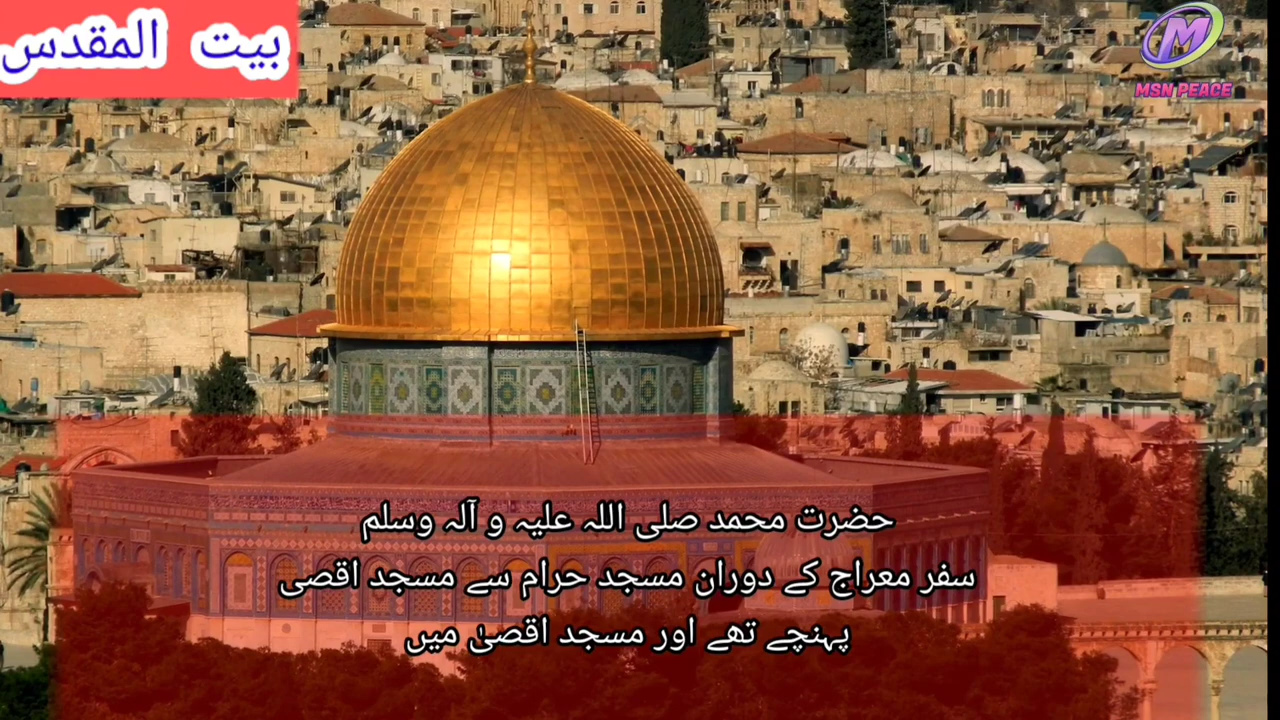 بیت المقدس
MSN PEACE
حضرت محمد صلی اللہ علیہ و آلہ وسلم
سفر معراج کے دوران مسجد حرام سے مسجد اقصی
پہنچے تھے اور مسجد اقصیٰ میں